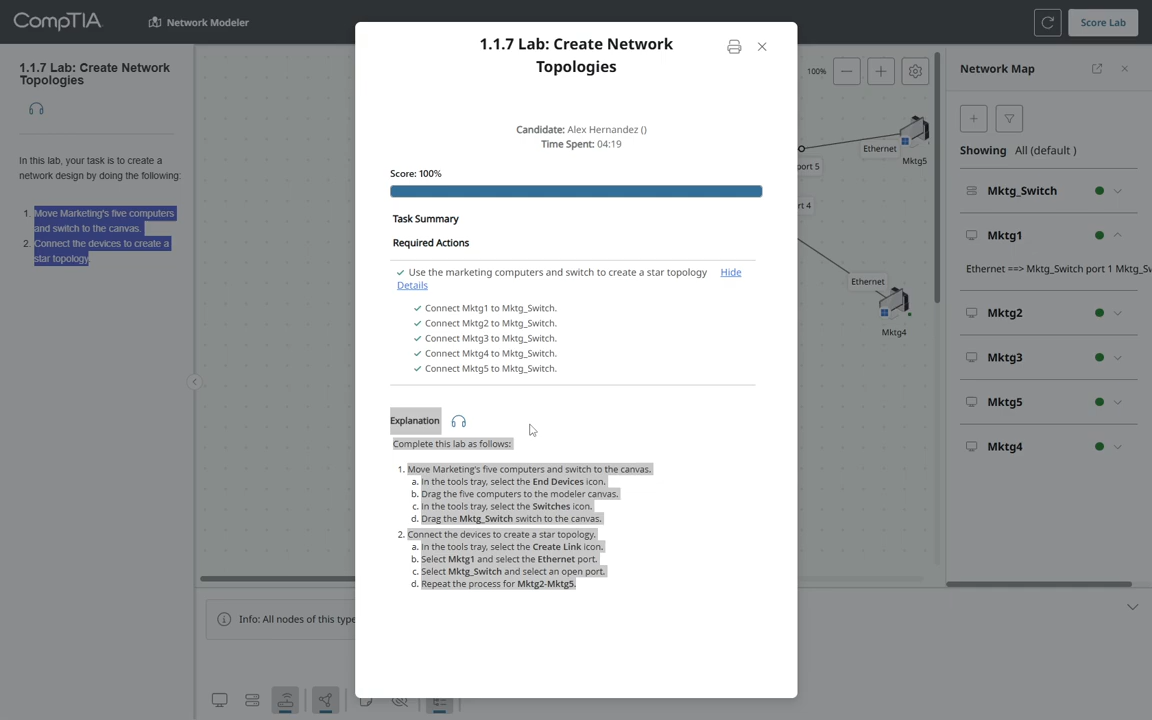 CompTIA.
Network Modeler
Score Lab
1.1.7 Lab: Create Network
Topologies
In this lab, your task is to create a
network design by doing the following:
1. Move Marketing's five computers
and switch to the canvas.
2. Connect the devices to create a
star topology.
1.1.7 Lab: Create Network
Topologies
Candidate: Alex Hernandez ()
Time Spent: 04:19
Score: 100%
Task Summary
Required Actions
Use the marketing computers and switch to create a star topology Hide
Details
Connect Mktg1 to Mktg_Switch.
Connect Mktg2 to Mktg_Switch.
Connect Mktg3 to Mktg_Switch.
Connect Mktg4 to Mktg_Switch.
Connect Mktg5 to Mktg_Switch.
Explanation
Complete this lab as follows:
1. Move Marketing's five computers and switch to the canvas.
a. In the tools tray, select the End Devices icon.
b. Drag the five computers to the modeler canvas.
c. In the tools tray, select the Switches icon.
d. Drag the Mktg_Switch switch to the canvas.
2. Connect the devices to create a star topology.
a. In the tools tray, select the Create Link icon.
b. Select Mktg1 and select the Ethernet port.
c. Select Mktg_Switch and select an open port.
d. Repeat the process for Mktg2-Mktg5.
100%
Ethernet
Mktg5
port 5
rt 4
Ethernet
Mktg4
Info: All nodes of this type
Network Map
Showing All (default )
Mktg_Switch
Mktg1
Ethernet ==> Mktg_Switch port 1 Mktg_Sw
Mktg2
Mktg3
Mktg5
Mktg4